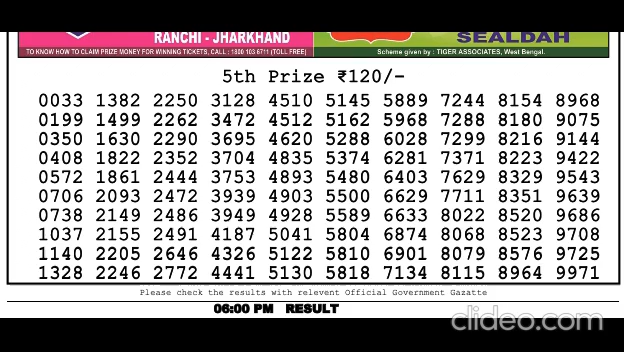 RANCHI - JHARKHAND
SEALDAH
TO KNOW HOW TO CLAIM PRIZE MONEY FOR WINNING TICKETS, CALL : 1800 103 6711 (TOLL FREE)
Scheme given by : TIGER ASSOCIATES, West Bengal.
5th Prize ₹120/-
0033 1382 2250 3128 4510 5145 5889 7244 8154 8968
0199 1499 2262 3472 4512 5162 5968 7288 8180 9075
0350 1630 2290 3695 4620 5288 6028 7299 8216 9144
0408 1822 2352 3704 4835 5374 6281 7371 8223 9422
0572 1861 2444 3753 4893 5480 6403 7629 8329 9543
0706 2093 2472 3939 4903 5500 6629 7711 8351 9639
0738 2149 2486 3949 4928 5589 6633 8022 8520 9686
1037 2155 2491 4187 5041 5804 6874 8068 8523 9708
1140 2205 2646 4326 5122 5810 6901 8079 8576 9725
1328 2246 2772 4441 5130 5818 7134 8115 8964 9971
Please check the results with relevent Official Government Gazatte
06:00 PM RESULT
clideo.com